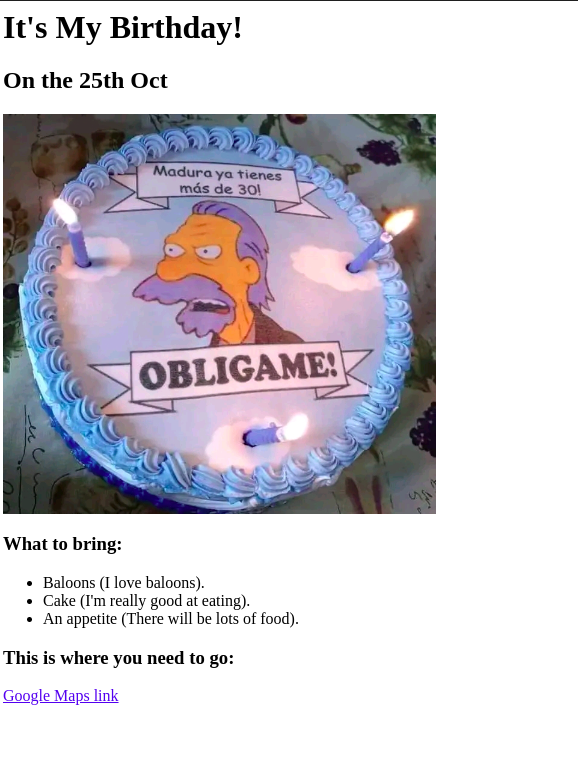 It's My Birthday!
On the 25th Oct
Madura ya tienes
más de 30!
OBLIGAME!
What to bring:
Baloons (I love baloons).
Cake (I'm really good at eating).
An appetite (There will be lots of food).
This is where you need to go:
Google Maps link